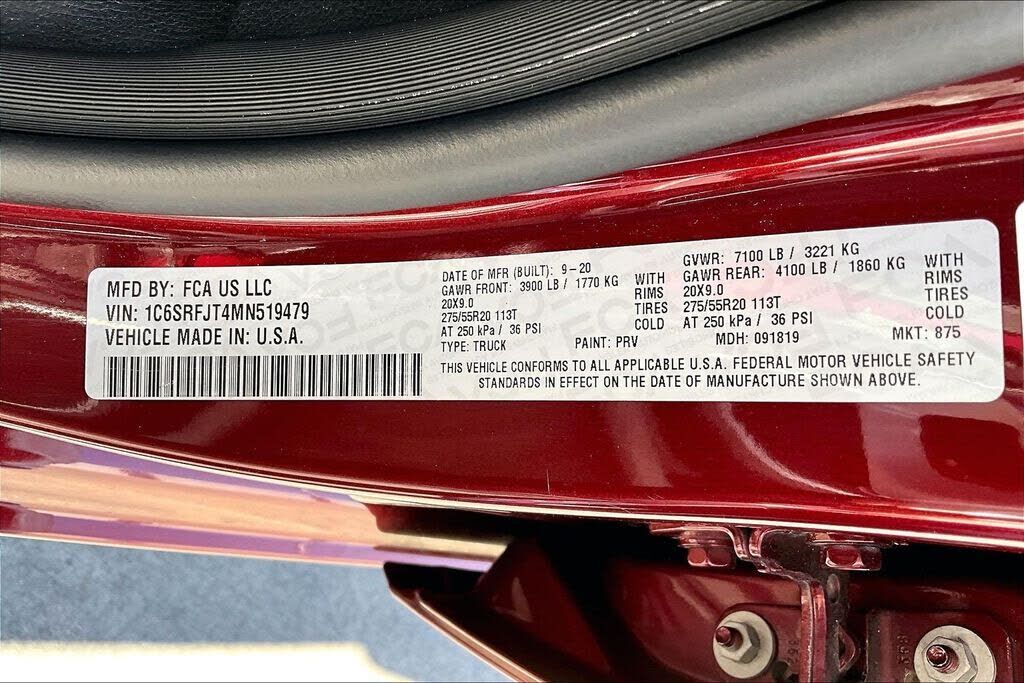 MFD BY: FCA US LLC
VIN: 1C6SRFJT4MN519479
VEHICLE MADE IN: U.S.A.
DATE OF MFR (BUILT): 9-20
GAWR FRONT: 3900 LB / 1770 KG WITH
20X9.0 RIMS
275/55R20 113T TIRES
AT 250 kPa / 36 PSI COLD
TYPE: TRUCK PAINT: PRV
GVWR: 7100 LB / 3221 KG
GAWR REAR: 4100 LB / 1860 KG WITH
20X9.0 RIMS
275/55R20 113T TIRES
AT 250 kPa / 36 PSI COLD
MDH: 091819 MKT: 875
THIS VEHICLE CONFORMS TO ALL APPLICABLE U.S.A. FEDERAL MOTOR VEHICLE SAFETY
STANDARDS IN EFFECT ON THE DATE OF MANUFACTURE SHOWN ABOVE.